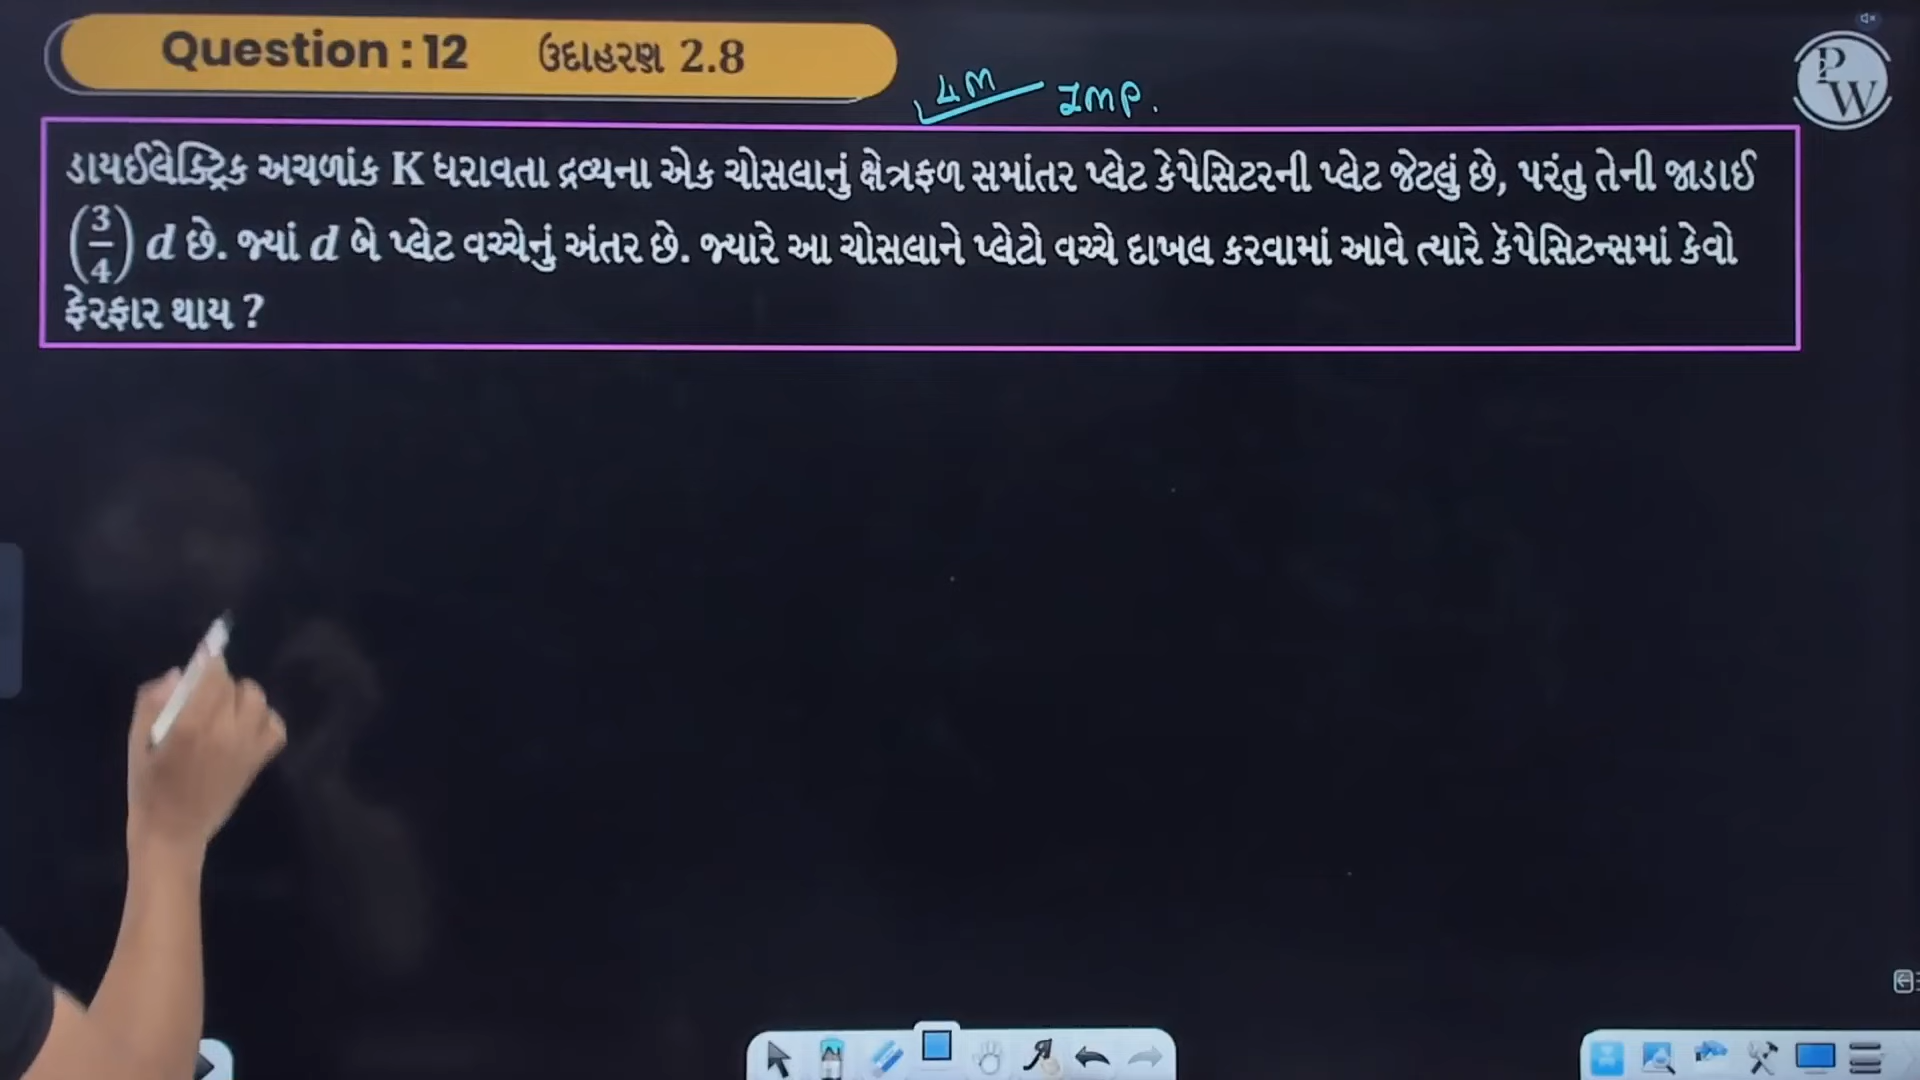 Question : 12 ઉદાહરણ 2.8
4M IMP.
PW
ડાયઈલેક્ટ્રિક અચળાંક K ધરાવતા દ્રવ્યના એક ચોસલાનું ક્ષેત્રફળ સમાંતર પ્લેટ કેપેસિટરની પ્લેટ જેટલું છે, પરંતુ તેની જાડાઈ
(3/4) d છે. જ્યાં d બે પ્લેટ વચ્ચેનું અંતર છે. જ્યારે આ ચોસલાને પ્લેટો વચ્ચે દાખલ કરવામાં આવે ત્યારે કૅપેસિટન્સમાં કેવો
ફેરફાર થાય ?